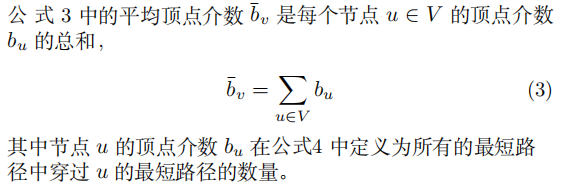 公 式 3 中的平均顶点介数 b̄_v 是每个节点 u ∈ V 的顶点介数
b_u 的总和，
b̄_v = ∑_{u∈V} b_u (3)
其中节点 u 的顶点介数 b_u 在公式4 中定义为所有的最短路
径中穿过 u 的最短路径的数量。